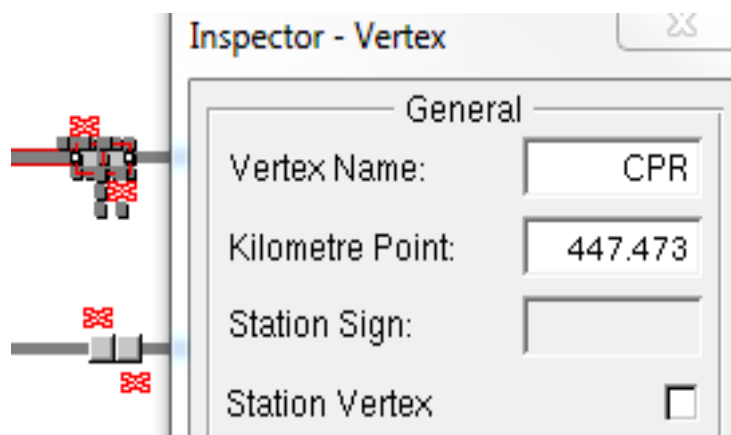 Inspector - Vertex
General
Vertex Name: CPR
Kilometre Point: 447.473
Station Sign:
Station Vertex